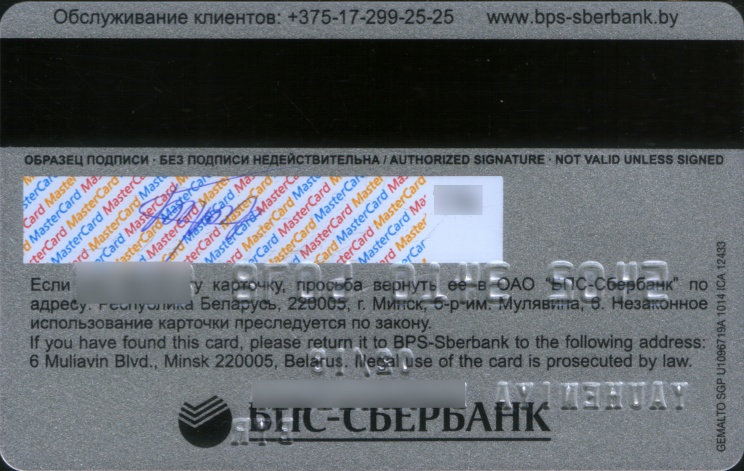 Обслуживание клиентов: +375-17-299-25-25 www.bps-sberbank.by
ОБРАЗЕЦ ПОДПИСИ · БЕЗ ПОДПИСИ НЕДЕЙСТВИТЕЛЬНА / AUTHORIZED SIGNATURE · NOT VALID UNLESS SIGNED
MasterCard
Если карточку, просьба вернуть ее в ОАО "БПС-Сбербанк" по
адресу: Республика Беларусь, 220005, г. Минск, б-р им. Мулявина, 6. Незаконное
использование карточки преследуется по закону.
If you have found this card, please return it to BPS-Sberbank to the following address:
6 Muliavin Blvd., Minsk 220005, Belarus. Illegal use of the card is prosecuted by law.
YAUHENIYA
БПС-СБЕРБАНК
GEMALTO SGP U1096719A 1014 ICA 12433